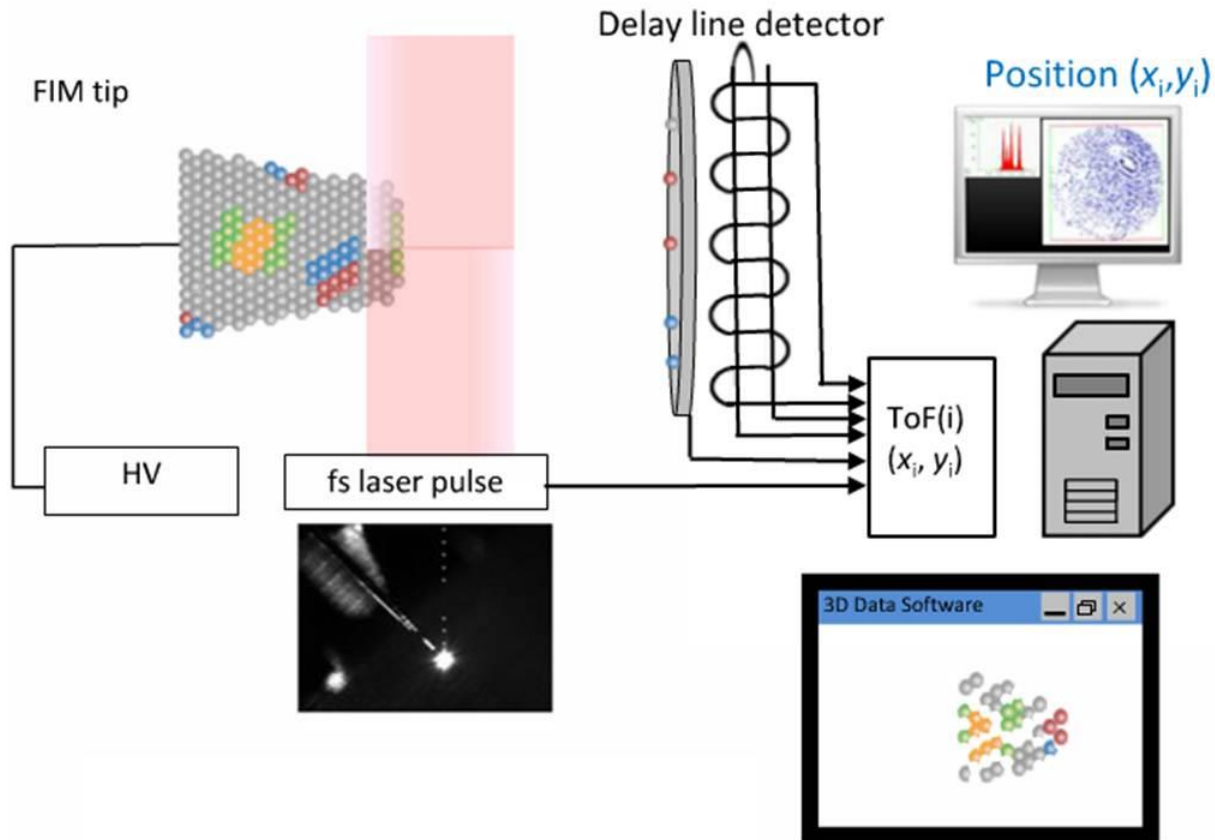 Delay line detector
Position (xᵢ,yᵢ)
FIM tip
HV
fs laser pulse
ToF(i)
(xᵢ, yᵢ)
3D Data Software